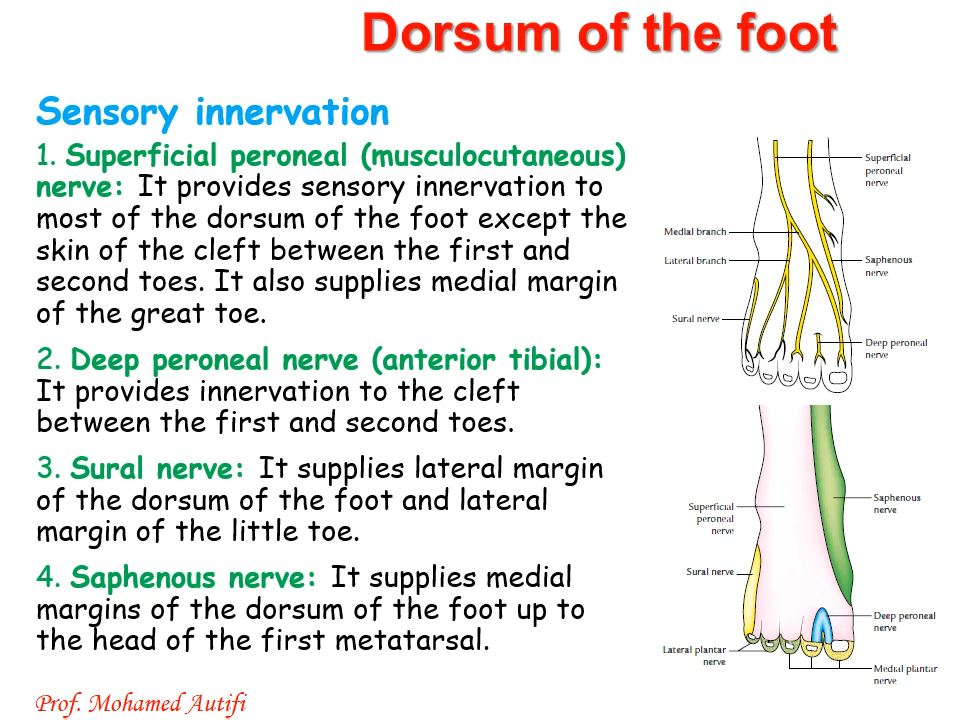 Dorsum of the foot
Sensory innervation
1. Superficial peroneal (musculocutaneous)
nerve: It provides sensory innervation to
most of the dorsum of the foot except the
skin of the cleft between the first and
second toes. It also supplies medial margin
of the great toe.
2. Deep peroneal nerve (anterior tibial):
It provides innervation to the cleft
between the first and second toes.
3. Sural nerve: It supplies lateral margin
of the dorsum of the foot and lateral
margin of the little toe.
4. Saphenous nerve: It supplies medial
margins of the dorsum of the foot up to
the head of the first metatarsal.
Prof. Mohamed Autifi
Superficial
peroneal
nerve
Medial branch
Lateral branch
Saphenous
nerve
Sural nerve
Deep peroneal
nerve
Saphenous
nerve
Superficial
peroneal
nerve
Sural nerve
Deep peroneal
nerve
Lateral plantar
nerve
Medial plantar
nerve